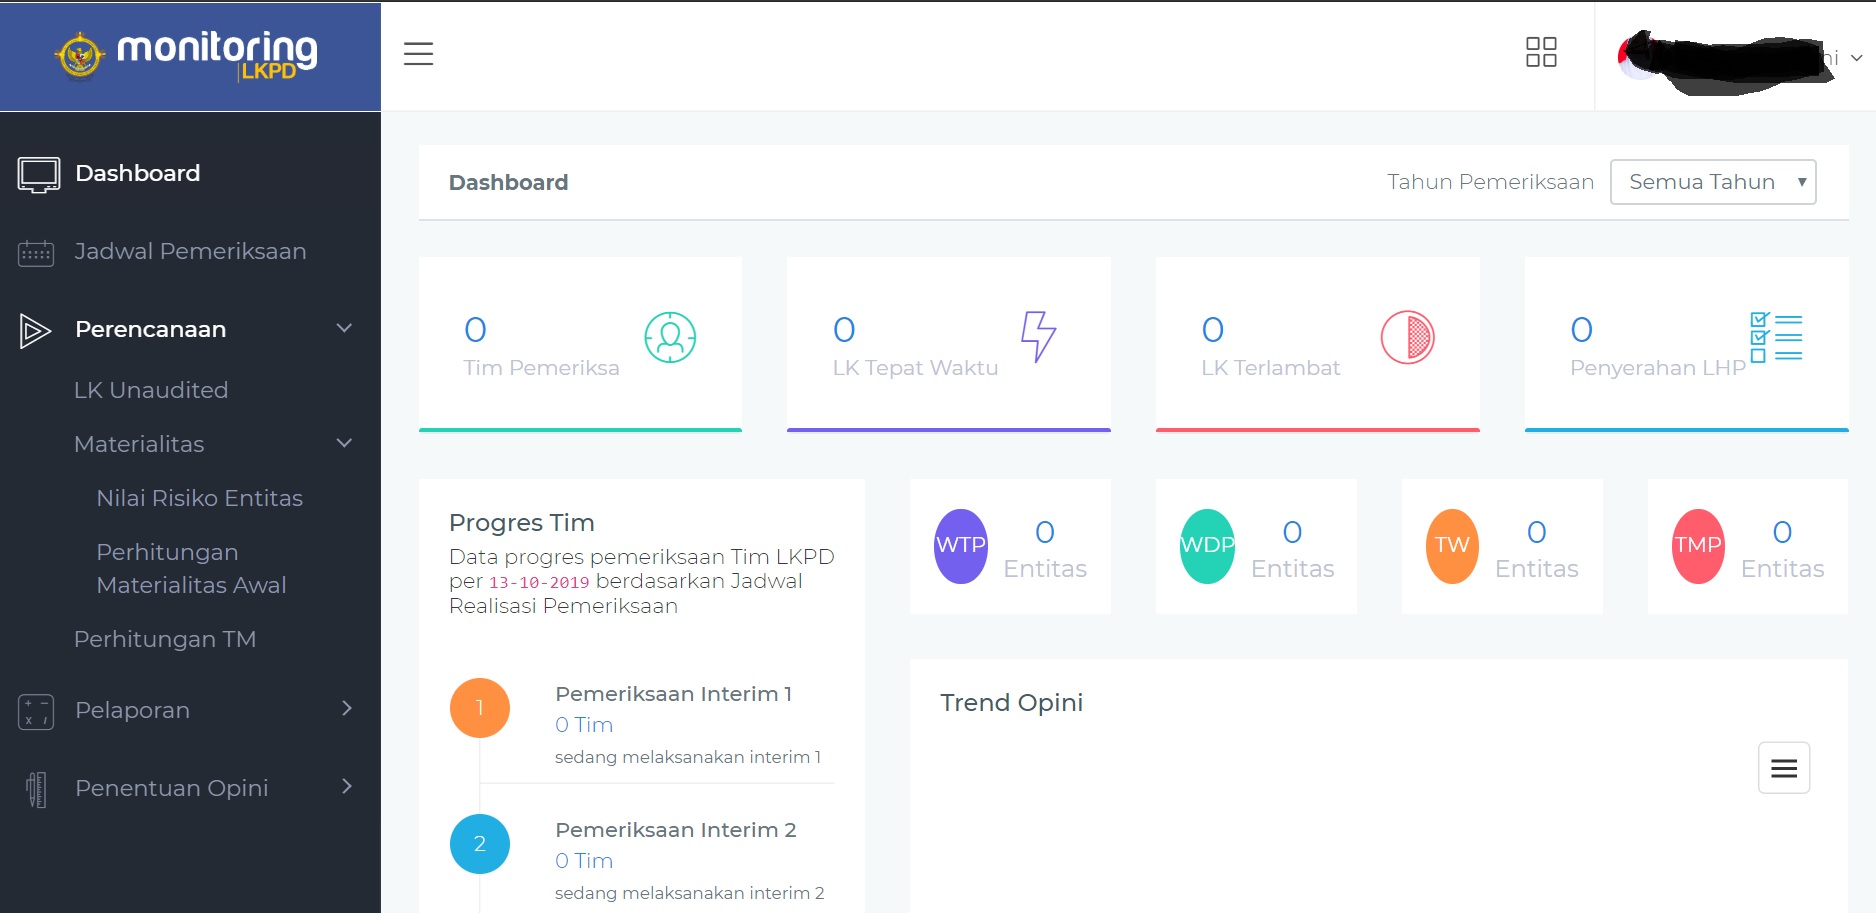 monitoring
LKPD
Dashboard
Jadwal Pemeriksaan
Perencanaan
LK Unaudited
Materialitas
Nilai Risiko Entitas
Perhitungan
Materialitas Awal
Perhitungan TM
Pelaporan
Penentuan Opini
Dashboard
Tahun Pemeriksaan
Semua Tahun
0
Tim Pemeriksa
0
LK Tepat Waktu
0
LK Terlambat
0
Penyerahan LHP
Progres Tim
Data progres pemeriksaan Tim LKPD
per 13-10-2019 berdasarkan Jadwal
Realisasi Pemeriksaan
1
Pemeriksaan Interim 1
0 Tim
sedang melaksanakan interim 1
2
Pemeriksaan Interim 2
0 Tim
sedang melaksanakan interim 2
WTP
0
Entitas
WDP
0
Entitas
TW
0
Entitas
TMP
0
Entitas
Trend Opini